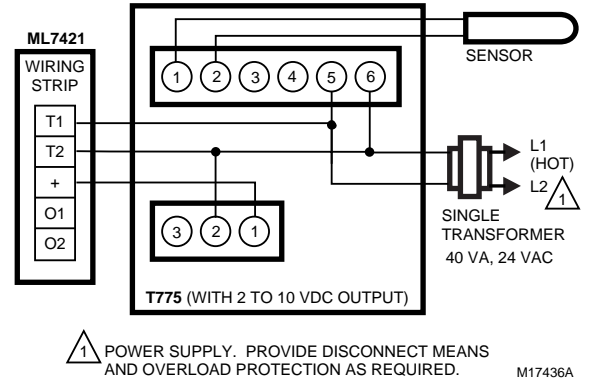 ML7421
WIRING
STRIP
T1
T2
+
O1
O2
1 2 3 4 5 6
3 2 1
T775 (WITH 2 TO 10 VDC OUTPUT)
SENSOR
L1
(HOT)
L2
1
SINGLE
TRANSFORMER
40 VA, 24 VAC
1 POWER SUPPLY. PROVIDE DISCONNECT MEANS
AND OVERLOAD PROTECTION AS REQUIRED.
M17436A